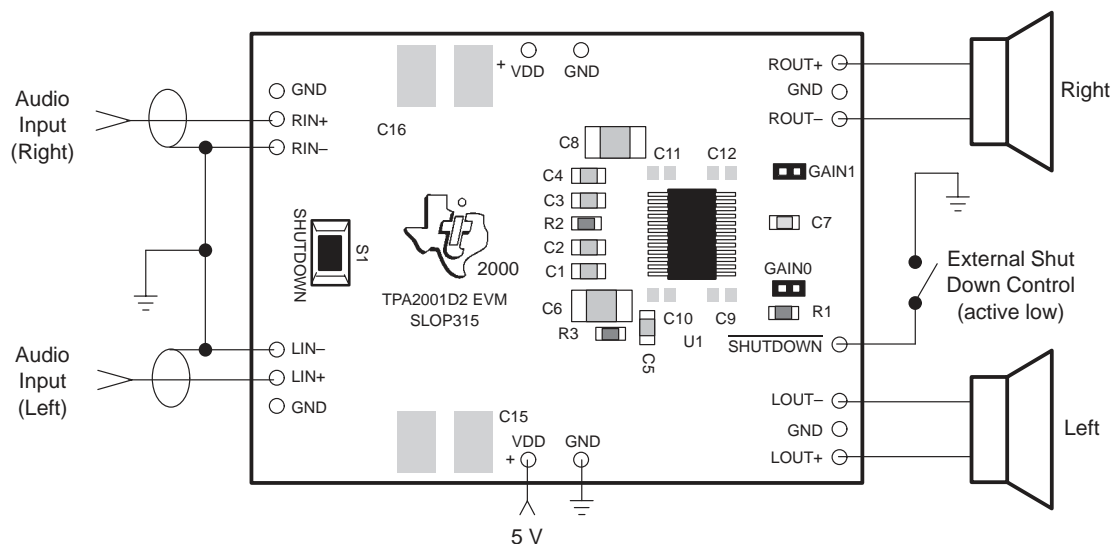 Audio
Input
(Right)
GND
RIN+
RIN–
C16
+
VDD
GND
ROUT+
GND
ROUT–
Right
C8
C11
C12
C4
C3
R2
C2
C1
GAIN1
C7
SHUTDOWN
S1
2000
TPA2001D2 EVM
SLOP315
C6
R3
C5
C10
U1
C9
GAIN0
R1
SHUTDOWN
External Shut
Down Control
(active low)
Audio
Input
(Left)
LIN–
LIN+
GND
C15
VDD
+
GND
5 V
LOUT–
GND
LOUT+
Left